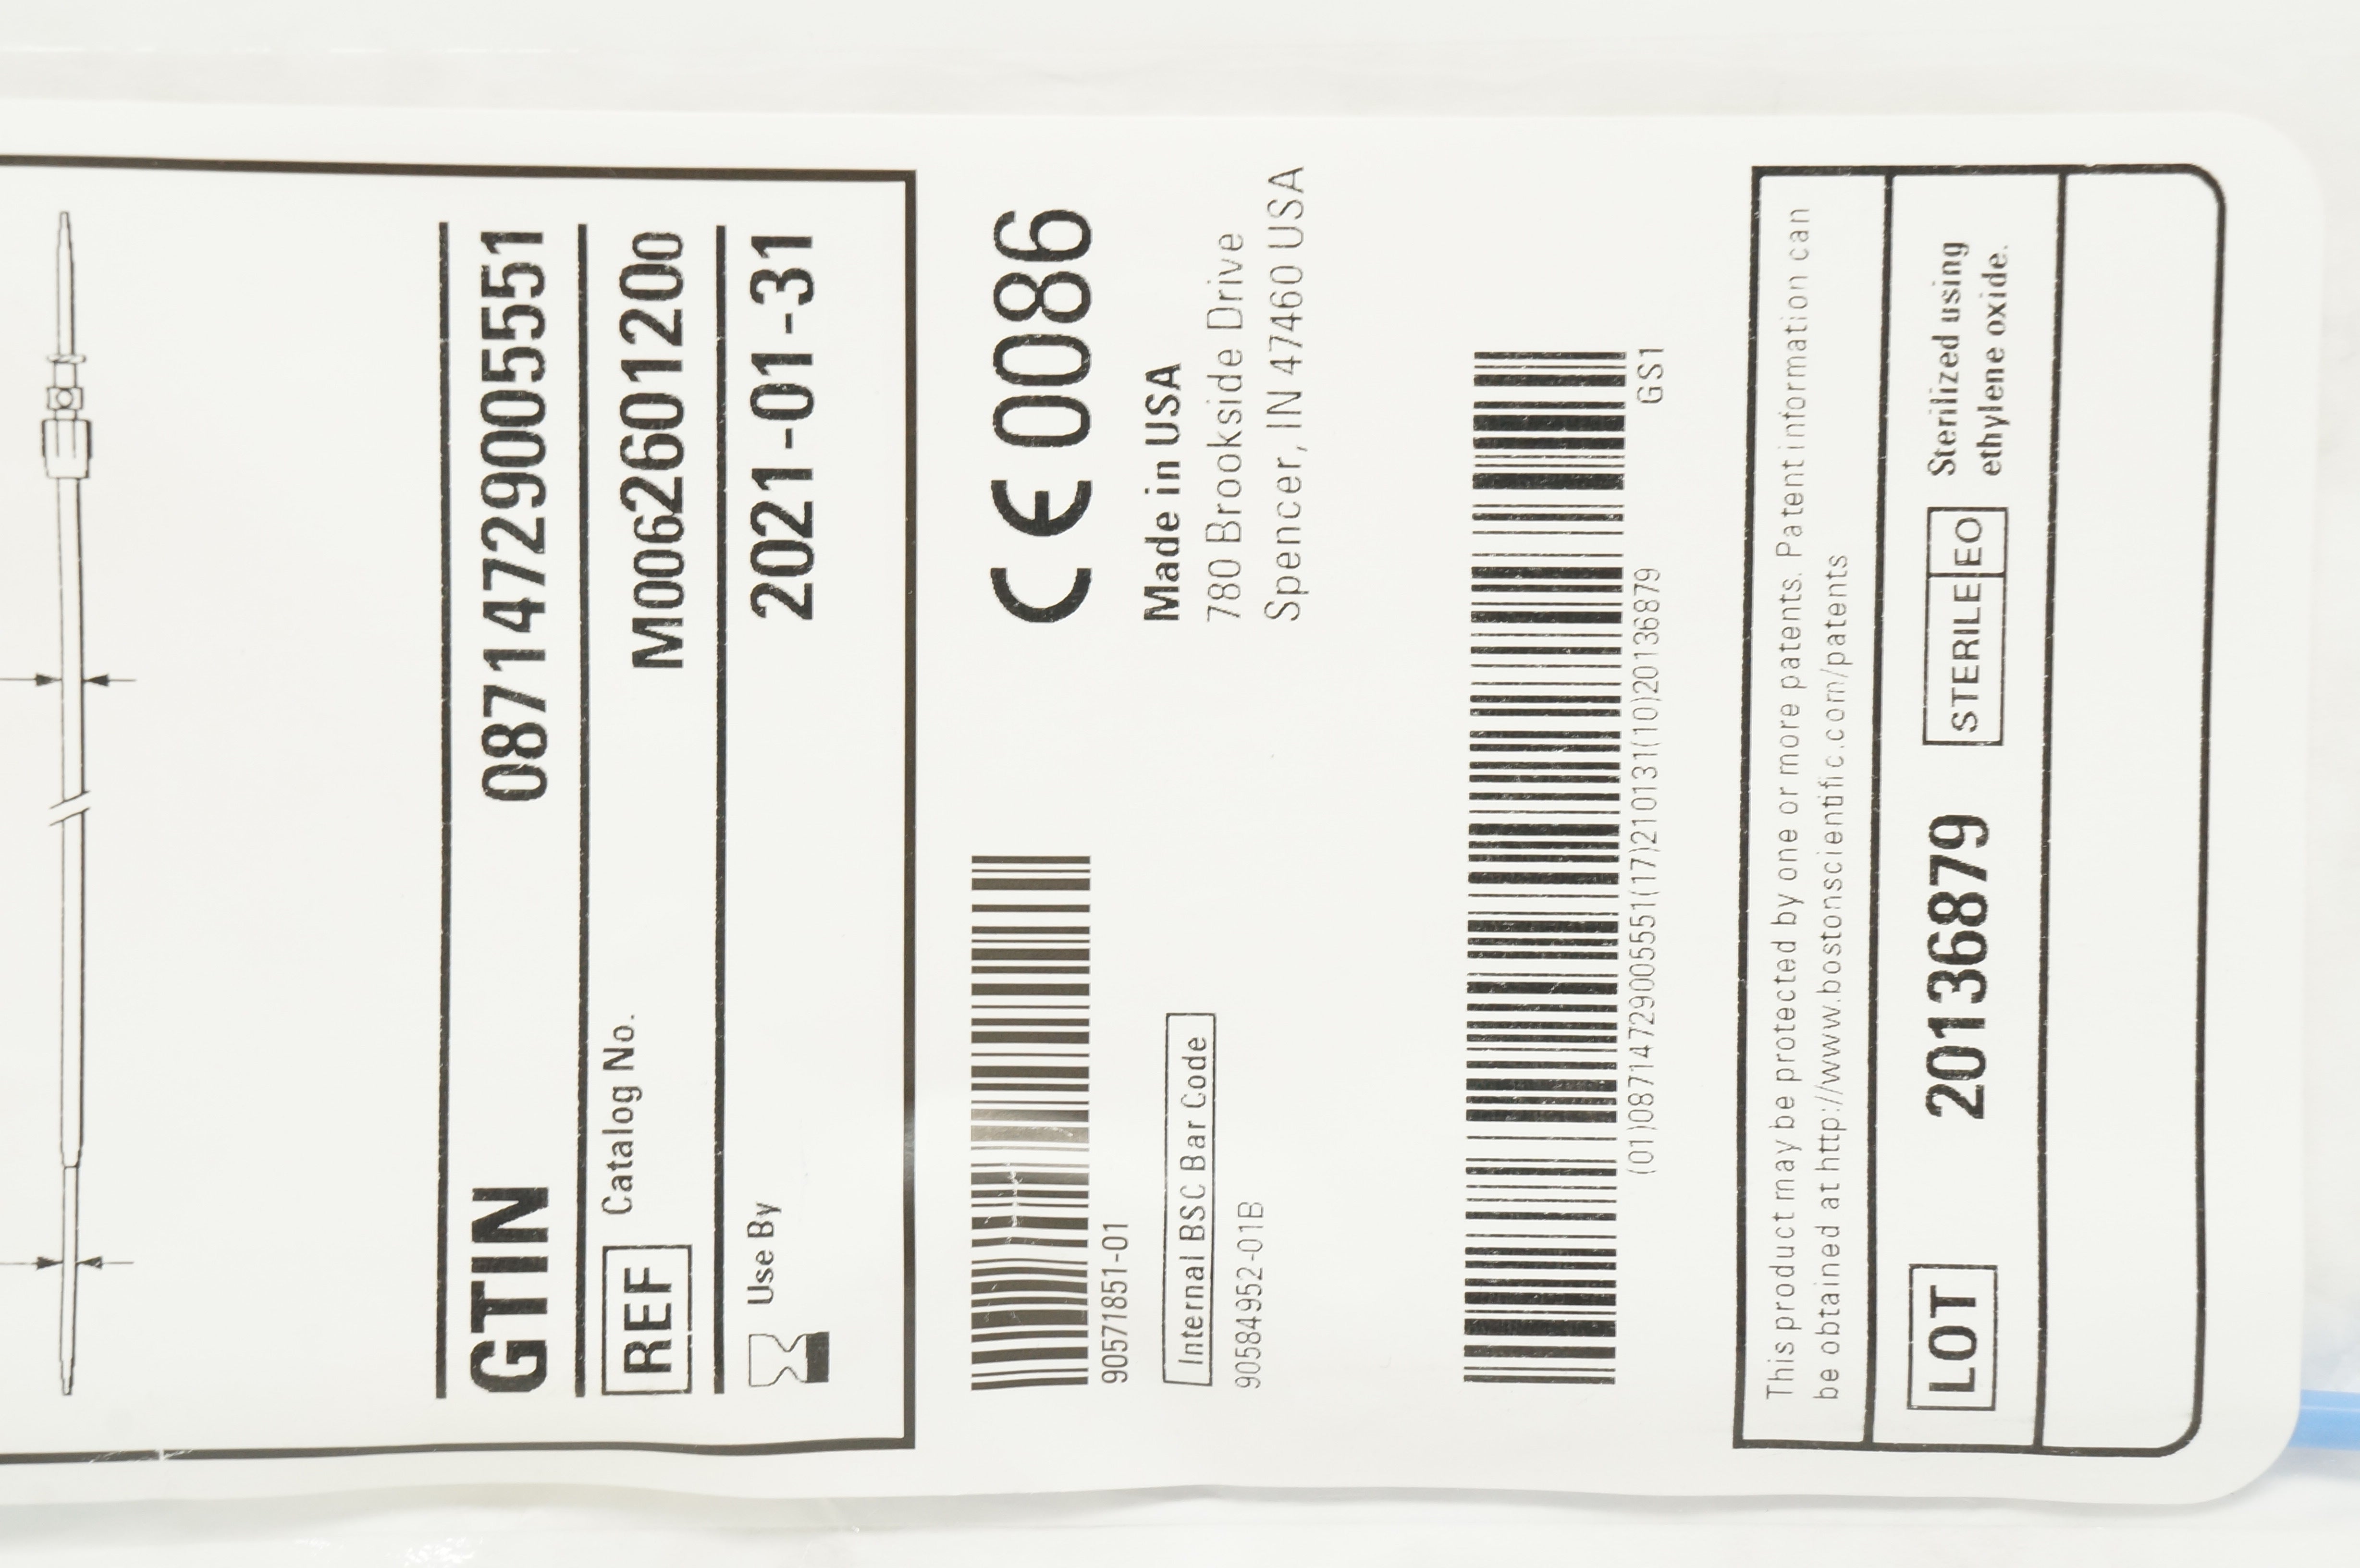 GTIN 08714729005551
REF Catalog No. M0062601200
Use By 2021-01-31
90571851-01
Internal BSC Bar Code
90584952-01B
CE 0086
Made in USA
780 Brookside Drive
Spencer, IN 47460 USA
(01)08714729005551(17)210131(10)20136879
GS1
This product may be protected by one or more patents. Patent information can
be obtained at http://www.bostonscientific.com/patents
LOT 20136879 STERILE EO Sterilized using
ethylene oxide.